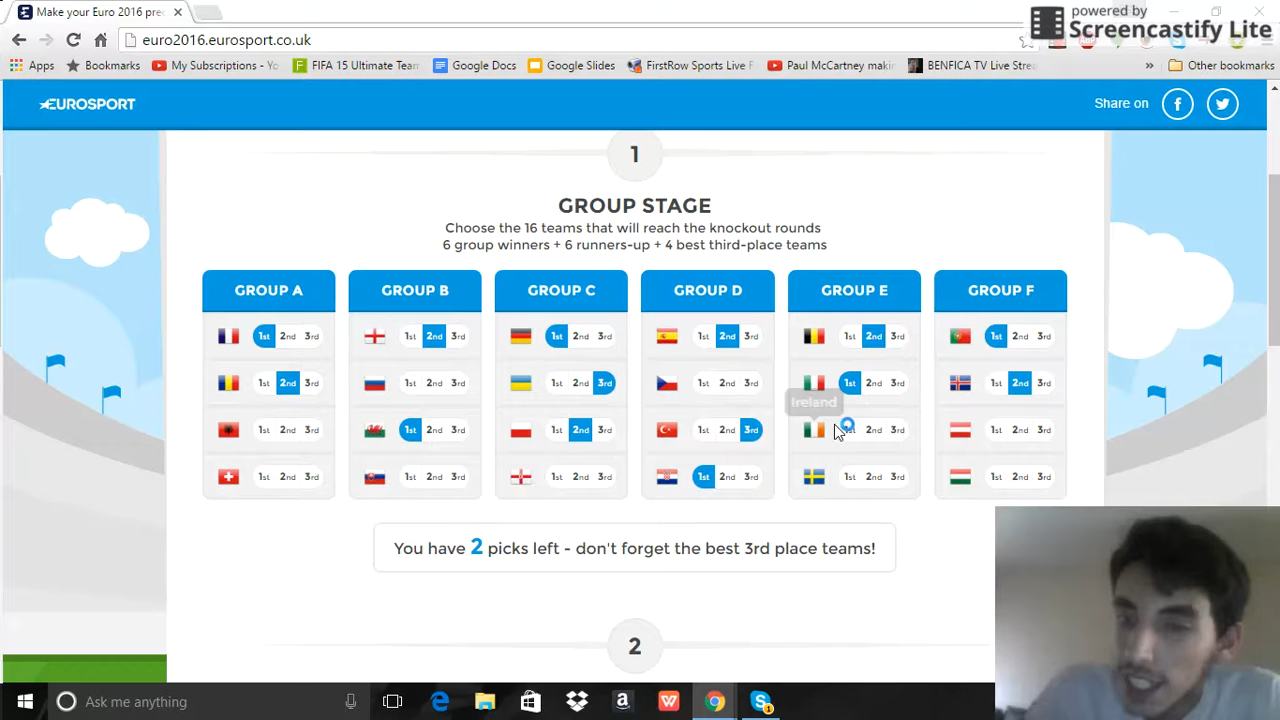 Make your Euro 2016 prec
powered by
Screencastify Lite
euro2016.eurosport.co.uk
Apps Bookmarks My Subscriptions - Yo FIFA 15 Ultimate Team Google Docs Google Slides FirstRow Sports Live F Paul McCartney makin BENFICA TV Live Strea » Other bookmarks
EUROSPORT
Share on
1
GROUP STAGE
Choose the 16 teams that will reach the knockout rounds
6 group winners + 6 runners-up + 4 best third-place teams
GROUP A GROUP B GROUP C GROUP D GROUP E GROUP F
1st 2nd 3rd 1st 2nd 3rd 1st 2nd 3rd 1st 2nd 3rd 1st 2nd 3rd 1st 2nd 3rd
1st 2nd 3rd 1st 2nd 3rd 1st 2nd 3rd 1st 2nd 3rd 1st 2nd 3rd 1st 2nd 3rd
Ireland
1st 2nd 3rd 1st 2nd 3rd 1st 2nd 3rd 1st 2nd 3rd 2nd 3rd 1st 2nd 3rd
1st 2nd 3rd 1st 2nd 3rd 1st 2nd 3rd 1st 2nd 3rd 1st 2nd 3rd 1st 2nd 3rd
You have 2 picks left - don't forget the best 3rd place teams!
2
Ask me anything